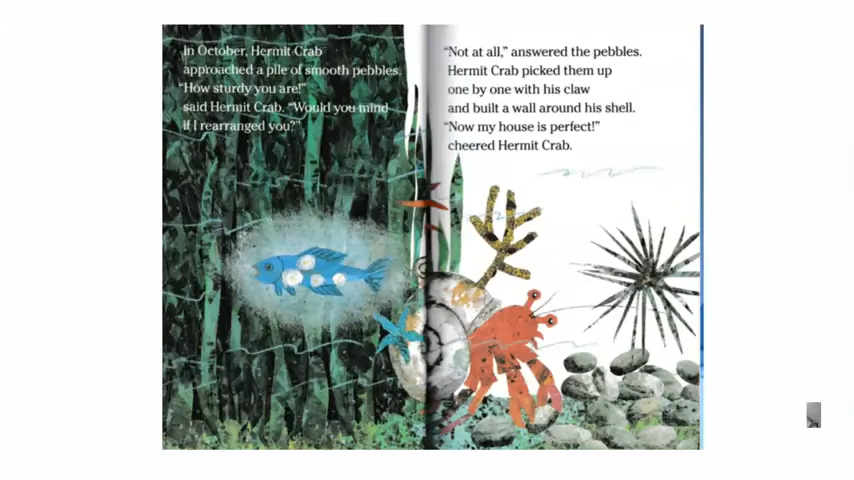 In October, Hermit Crab
approached a pile of smooth pebbles.
"How sturdy you are!"
said Hermit Crab. "Would you mind
if I rearranged you?"
"Not at all," answered the pebbles.
Hermit Crab picked them up
one by one with his claw
and built a wall around his shell.
"Now my house is perfect!"
cheered Hermit Crab.